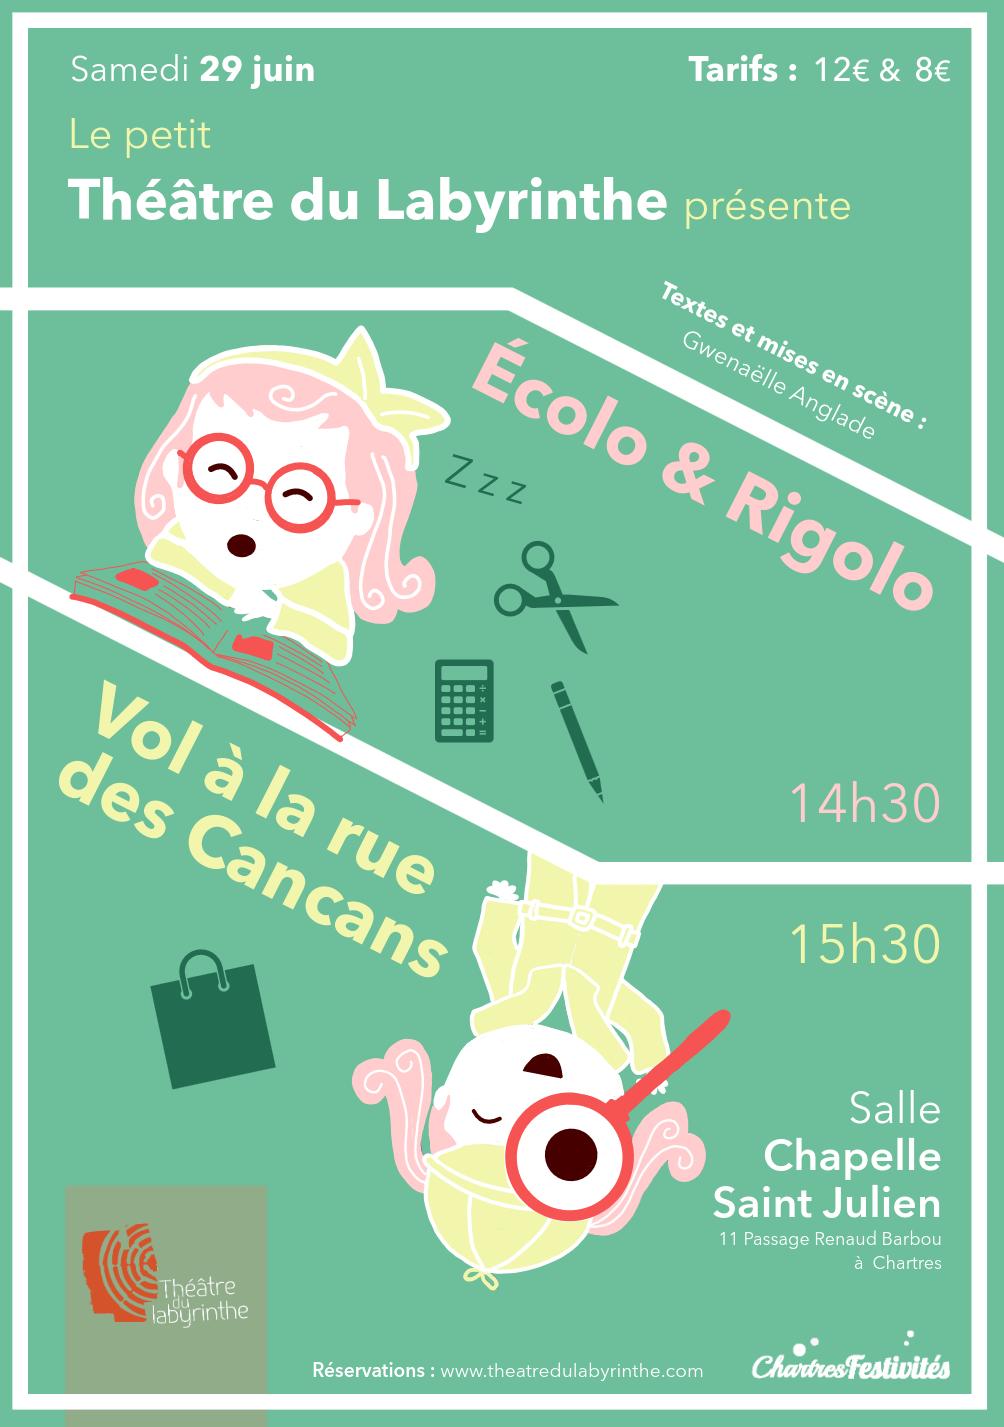 Samedi 29 juin
Tarifs : 12€ & 8€
Le petit
Théâtre du Labyrinthe présente
Textes et mises en scène :
Gwenaëlle Anglade
Écolo & Rigolo
Z z z
14h30
Vol à la rue
des Cancans
15h30
Salle
Chapelle
Saint Julien
11 Passage Renaud Barbou
à Chartres
Théâtre
du
labyrinthe
Réservations : www.theatredulabyrinthe.com
ChartresFestivités